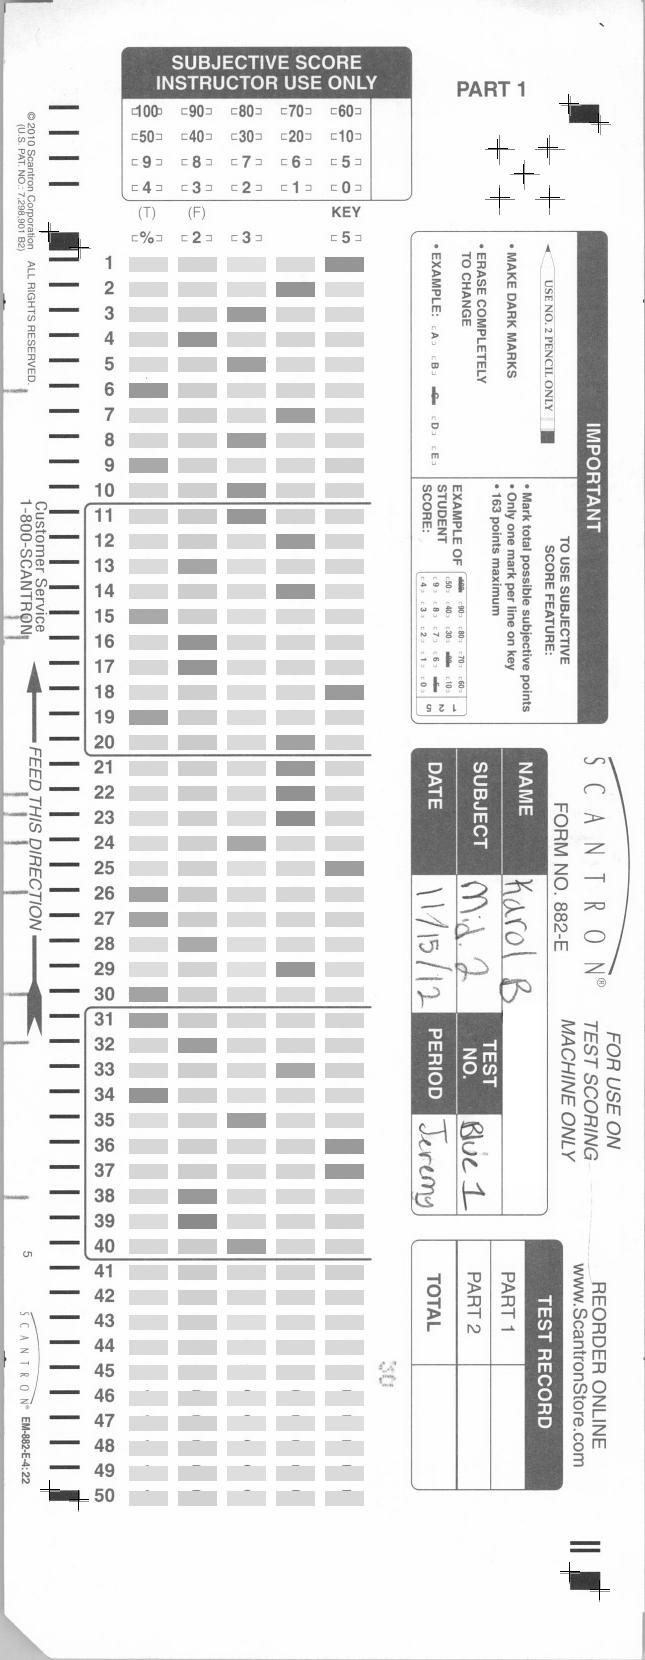 SUBJECTIVE SCORE
INSTRUCTOR USE ONLY
100 90 80 70 60
50 40 30 20 10
9 8 7 6 5
4 3 2 1 0
PART 1
(T) (F) KEY
% 2 3 5
1
2
3
4
5
6
7
8
9
10
11
12
13
14
15
16
17
18
19
20
21
22
23
24
25
26
27
28
29
30
31
32
33
34
35
36
37
38
39
40
41
42
43
44
45
46
47
48
49
50
© 2010 Scantron Corporation ALL RIGHTS RESERVED.
(U.S. PAT. NO.: 7,298,901 B2)
Customer Service
1-800-SCANTRON
FEED THIS DIRECTION
5
SCANTRON® EM-882-E-4:22
IMPORTANT
USE NO. 2 PENCIL ONLY
• MAKE DARK MARKS
• ERASE COMPLETELY
TO CHANGE
• EXAMPLE: A B C D E
TO USE SUBJECTIVE
SCORE FEATURE:
• Mark total possible subjective points
• Only one mark per line on key
• 163 points maximum
EXAMPLE OF
STUDENT
SCORE:
90 80 70 60
50 40 30 10
9 8 7 6
4 3 2 1 0
1
2
5
SCANTRON®
FORM NO. 882-E
FOR USE ON
TEST SCORING
MACHINE ONLY
REORDER ONLINE
www.ScantronStore.com
NAME Karol B
SUBJECT Mid. 2
TEST NO. Blue 1
DATE 11/15/12
PERIOD Jeremy
TEST RECORD
PART 1
PART 2
TOTAL
30